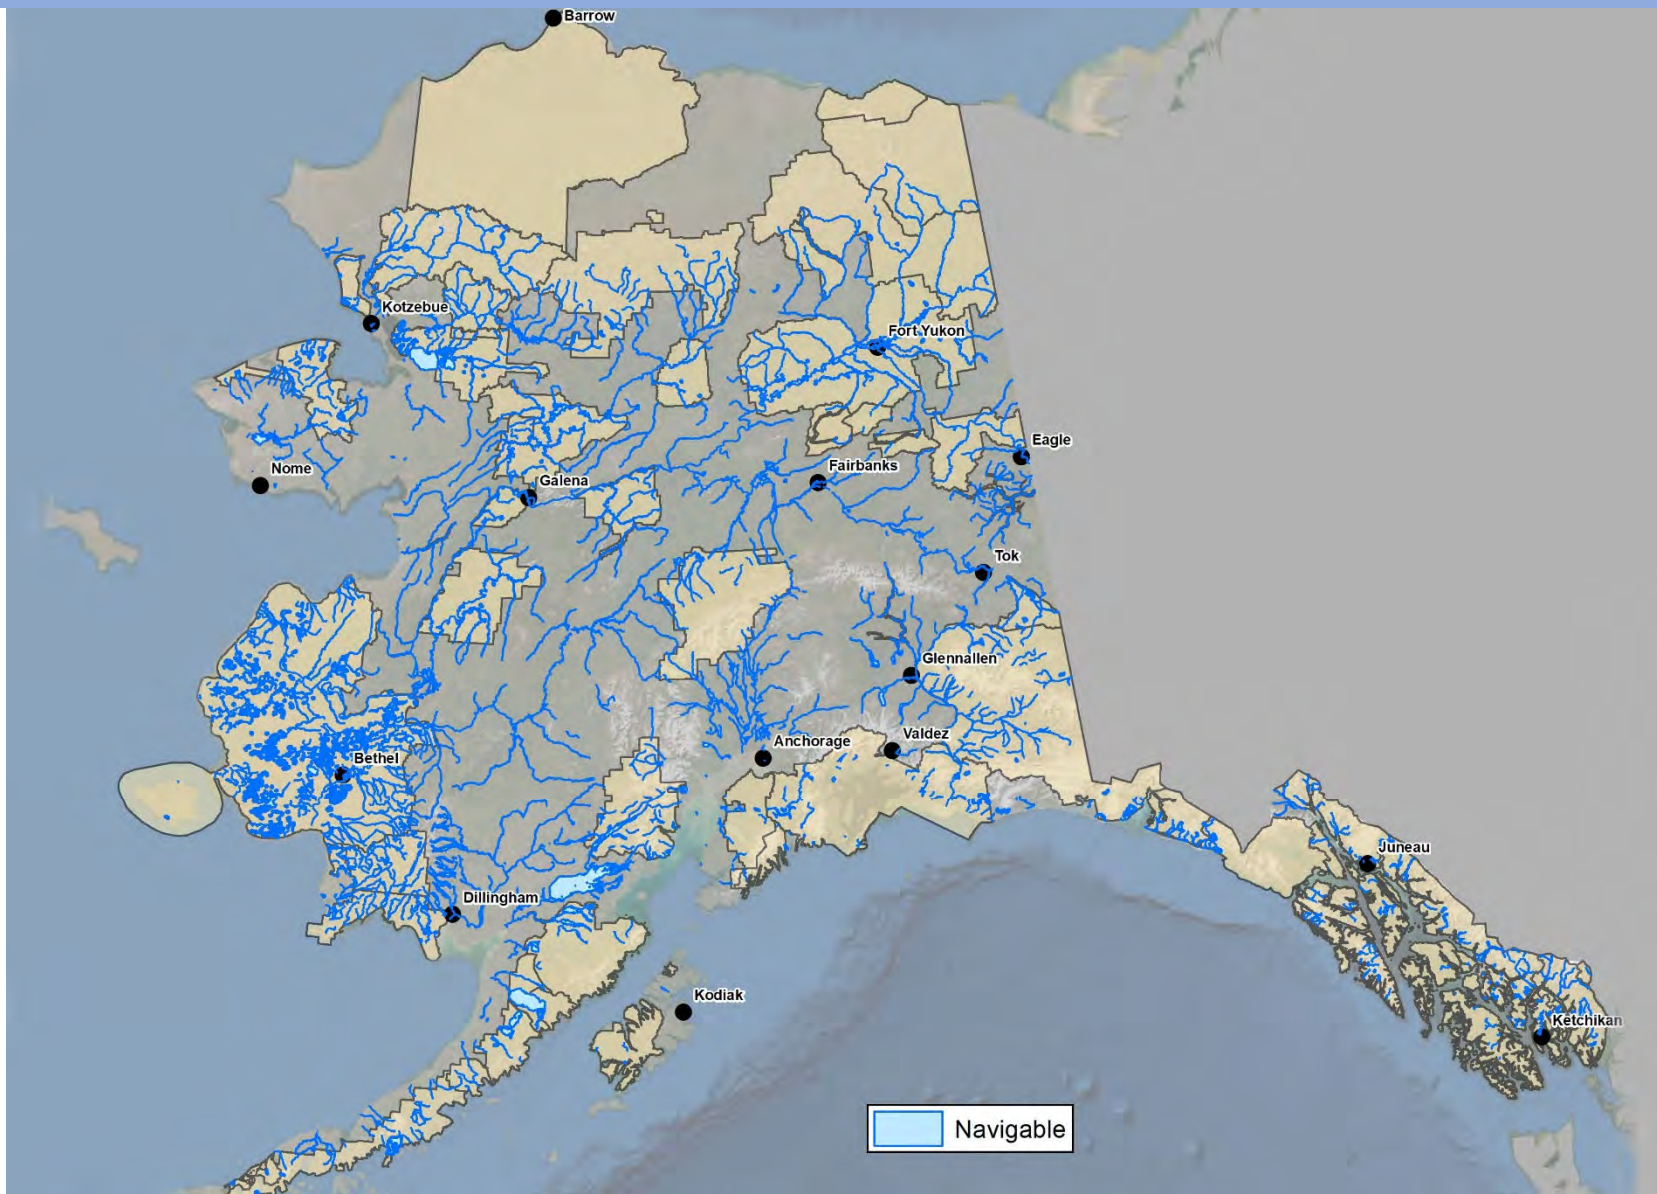 Barrow
Kotzebue
Fort Yukon
Eagle
Nome
Fairbanks
Galena
Tok
Glennallen
Valdez
Anchorage
Bethel
Juneau
Dillingham
Kodiak
Ketchikan
Navigable